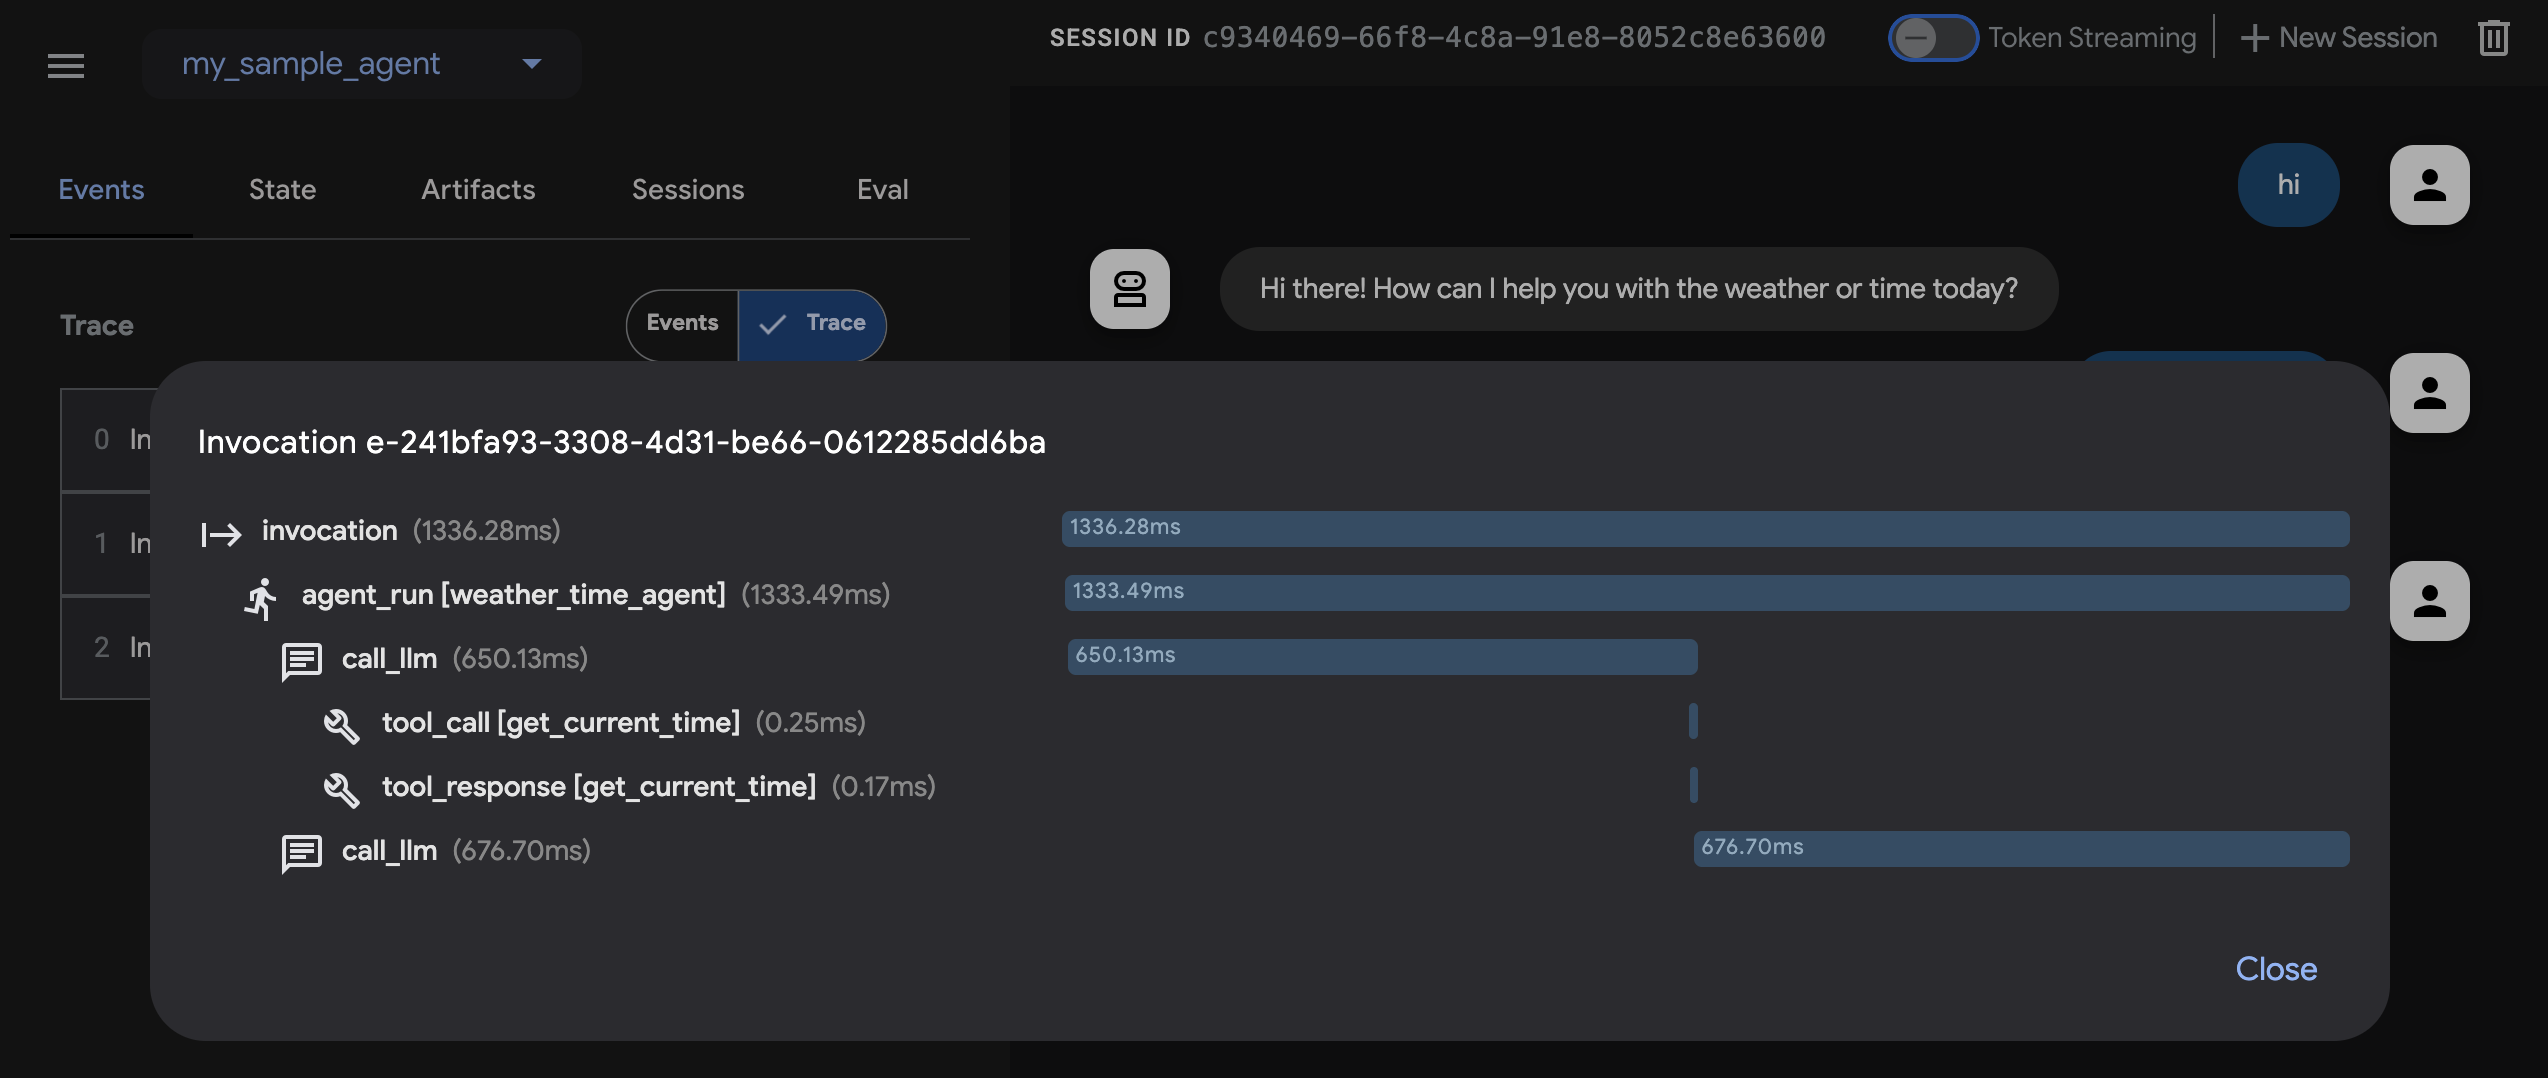 my_sample_agent
SESSION ID c9340469-66f8-4c8a-91e8-8052c8e63600
Token Streaming
New Session
Events
State
Artifacts
Sessions
Eval
hi
Hi there! How can I help you with the weather or time today?
Trace
Events
Trace
0 In
1 In
2 In
Invocation e-241bfa93-3308-4d31-be66-0612285dd6ba
invocation (1336.28ms)
1336.28ms
agent_run [weather_time_agent] (1333.49ms)
1333.49ms
call_llm (650.13ms)
650.13ms
tool_call [get_current_time] (0.25ms)
tool_response [get_current_time] (0.17ms)
call_llm (676.70ms)
676.70ms
Close